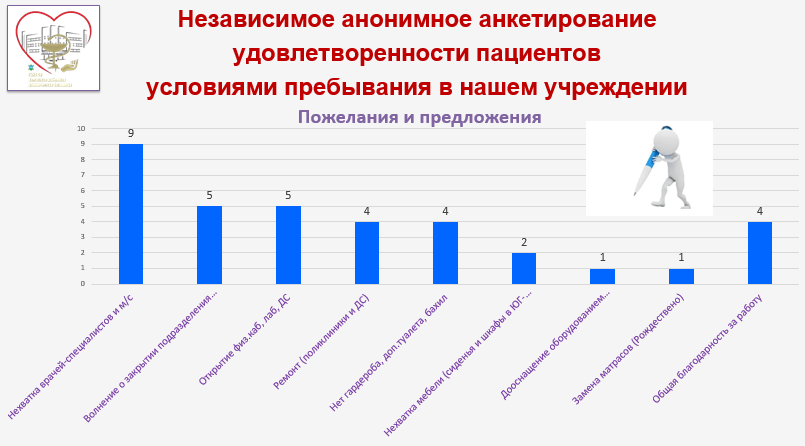 Независимое анонимное анкетирование
удовлетворенности пациентов
условиями пребывания в нашем учреждении
Пожелания и предложения
10
9
8
7
6
5
4
3
2
1
0
9
5
5
4
4
2
1
1
4
Нехватка врачей-специалистов и м/с
Волнение о закрытии подразделения...
Открытие физ.каб, лаб, ДС
Ремонт (поликлиники и ДС)
Нет гардероба, доп.туалета, бахил
Нехватка мебели (сиденья и шкафы в ЮГ-...
Дооснащение оборудованием...
Замена матрасов (Рождествено)
Общая благодарность за работу